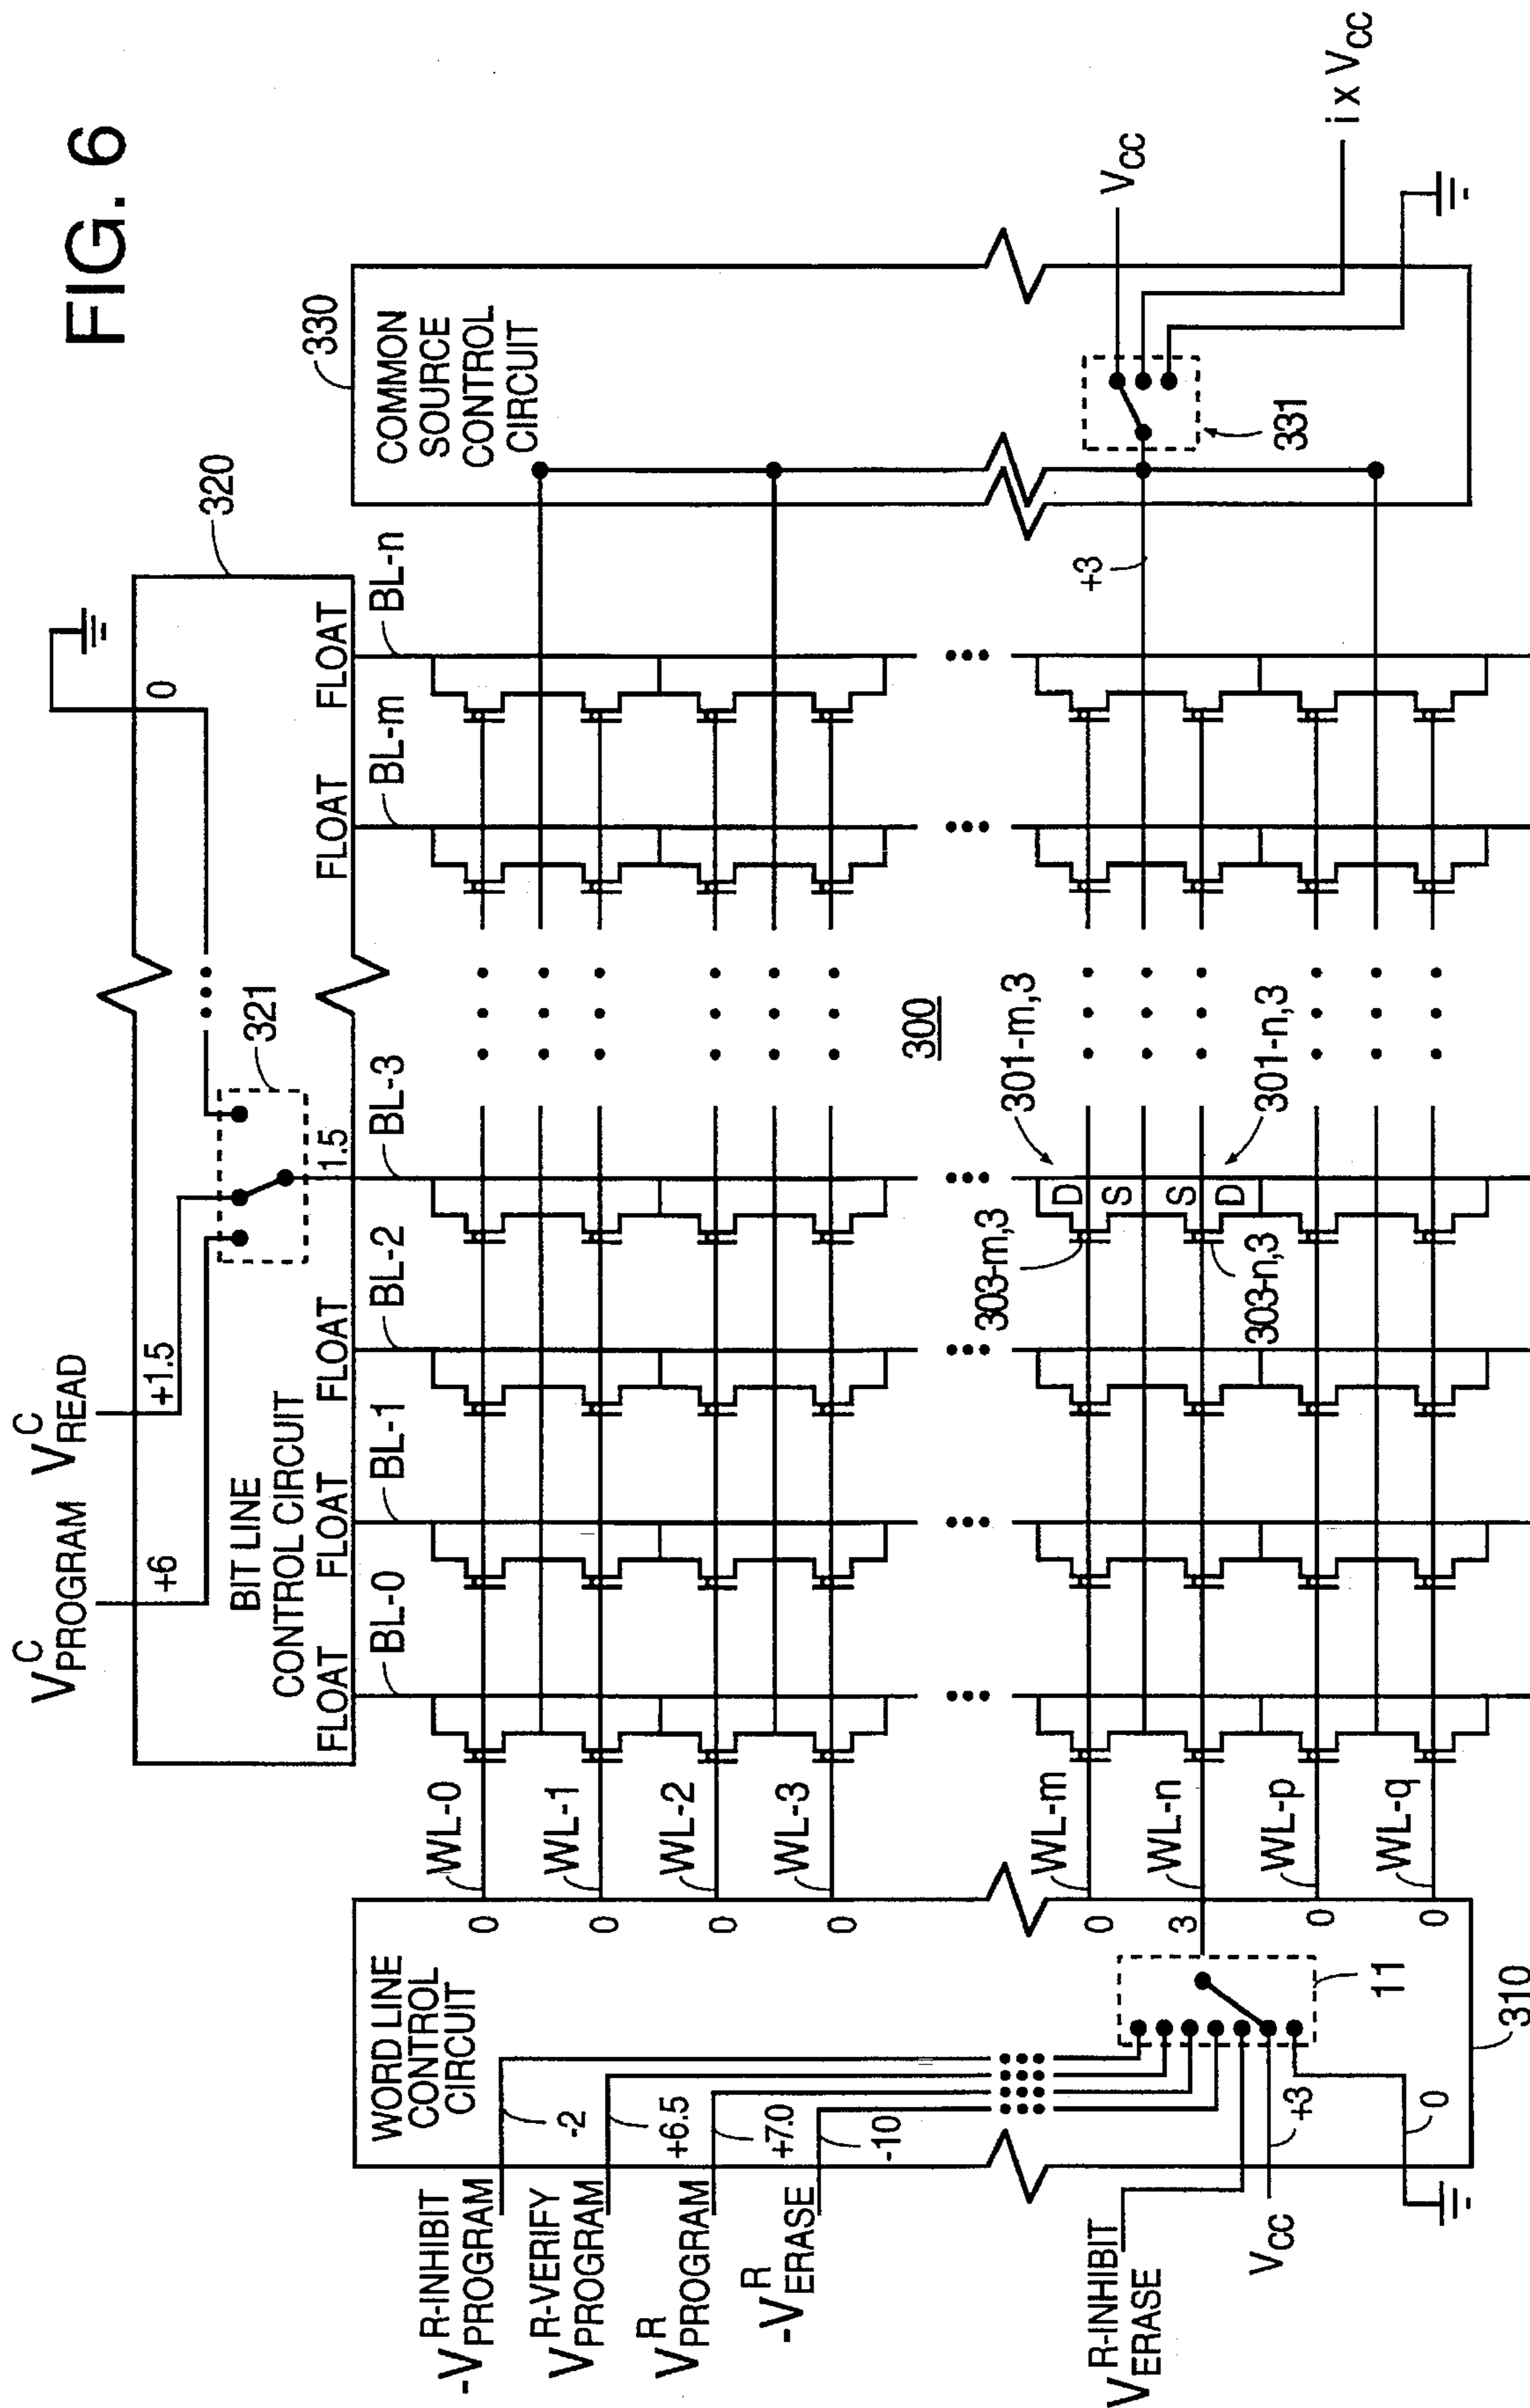 FIG. 6
V^C_PROGRAM V^C_READ
+6
+1.5
0
320
BIT LINE
CONTROL CIRCUIT
321
1.5
FLOAT
FLOAT
FLOAT
FLOAT
FLOAT
BL-0
BL-1
BL-2
BL-3
BL-m
BL-n
330
COMMON
SOURCE
CONTROL
CIRCUIT
VCC
i x VCC
331
+3
WORD LINE
CONTROL
CIRCUIT
-V^R-INHIBIT_PROGRAM
-2
V^R-VERIFY_PROGRAM
+6.5
V^R_PROGRAM
+7.0
-V^R_ERASE
-10
V^R-INHIBIT_ERASE
VCC
+3
0
11
310
0
WL-0
0
WL-1
0
WL-2
0
WL-3
0
WL-m
3
WL-n
0
WL-p
0
WL-q
300
301-m,3
303-m,3
D
S
S
D
301-n,3
303-n,3